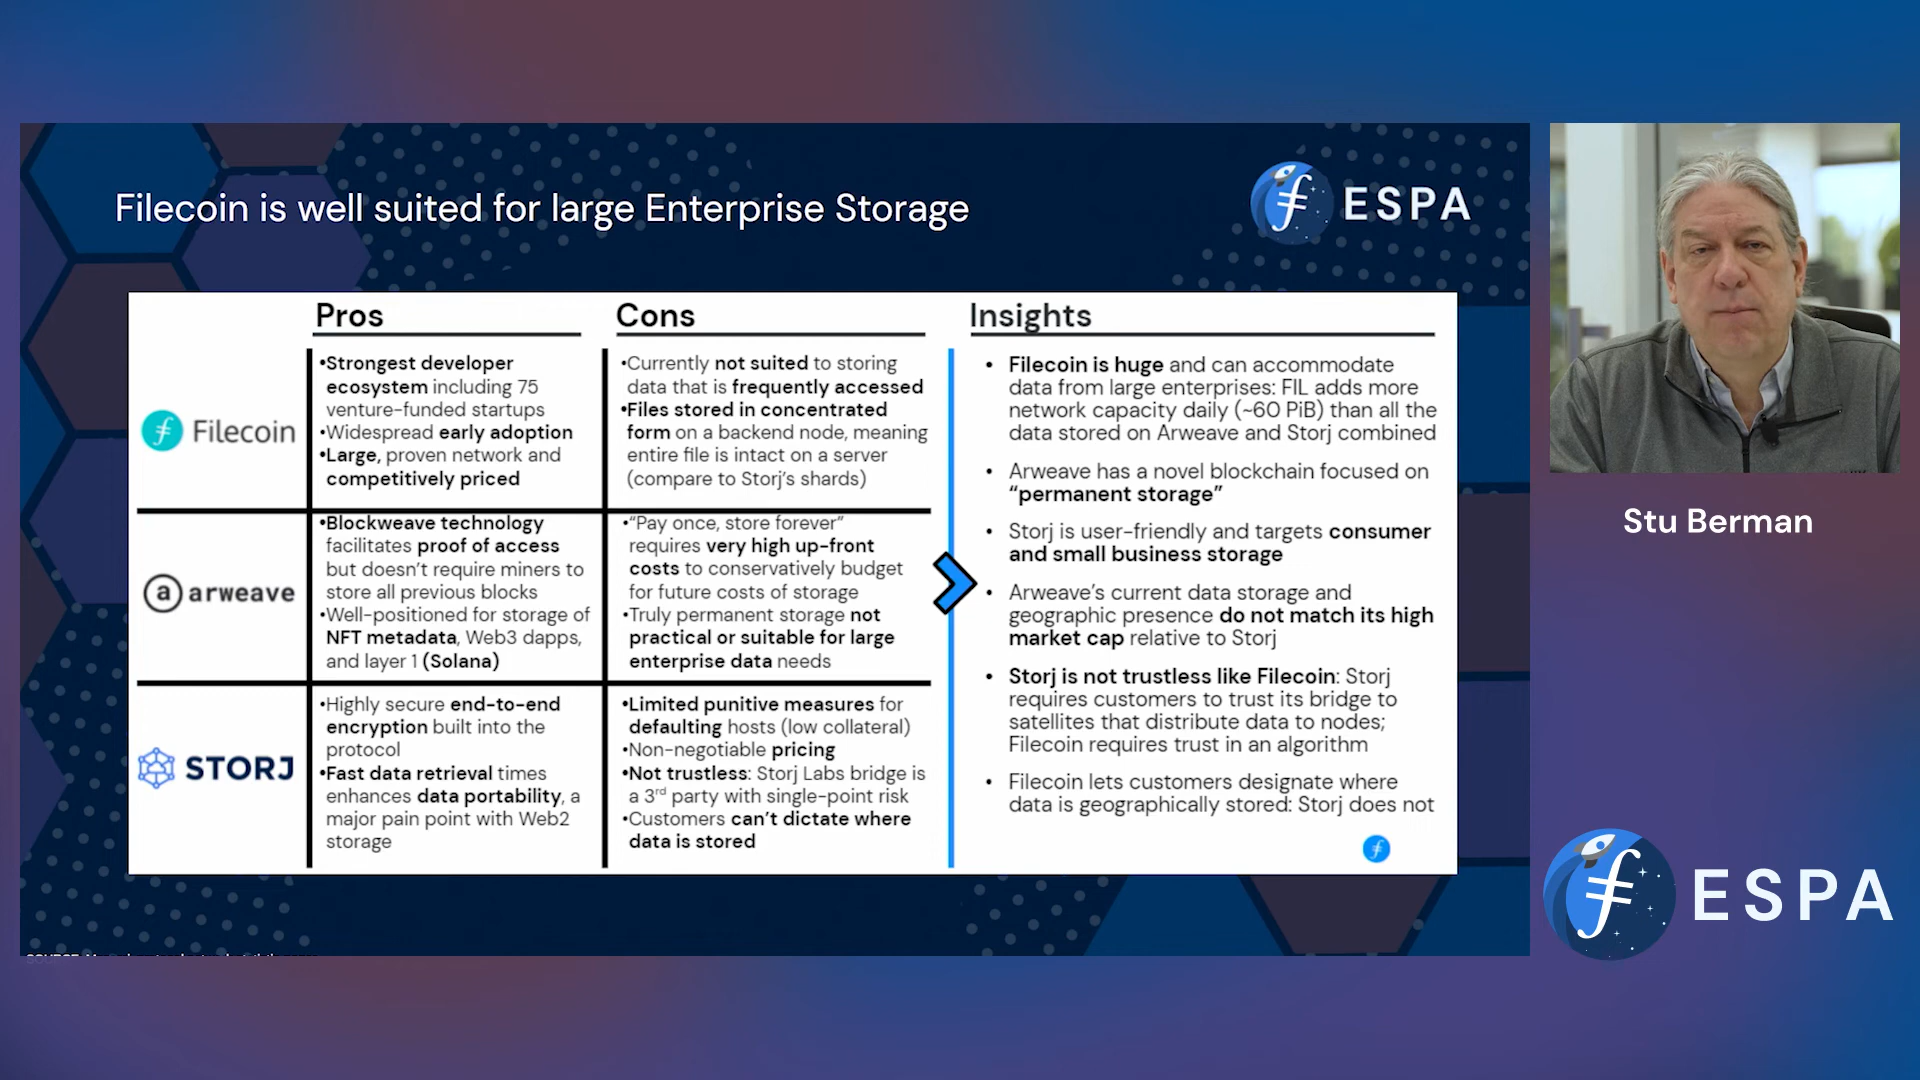 Filecoin is well suited for large Enterprise Storage
ESPA
Pros
Cons
Insights
Filecoin
•Strongest developer
ecosystem including 75
venture-funded startups
•Widespread early adoption
•Large, proven network and
competitively priced
•Currently not suited to storing
data that is frequently accessed
•Files stored in concentrated
form on a backend node, meaning
entire file is intact on a server
(compare to Storj's shards)
arweave
•Blockweave technology
facilitates proof of access
but doesn't require miners to
store all previous blocks
•Well-positioned for storage of
NFT metadata, Web3 dapps,
and layer 1 (Solana)
•"Pay once, store forever"
requires very high up-front
costs to conservatively budget
for future costs of storage
•Truly permanent storage not
practical or suitable for large
enterprise data needs
STORJ
•Highly secure end-to-end
encryption built into the
protocol
•Fast data retrieval times
enhances data portability, a
major pain point with Web2
storage
•Limited punitive measures for
defaulting hosts (low collateral)
•Non-negotiable pricing
•Not trustless: Storj Labs bridge is
a 3rd party with single-point risk
•Customers can't dictate where
data is stored
• Filecoin is huge and can accommodate
data from large enterprises: FIL adds more
network capacity daily (~60 PiB) than all the
data stored on Arweave and Storj combined
• Arweave has a novel blockchain focused on
"permanent storage"
• Storj is user-friendly and targets consumer
and small business storage
• Arweave's current data storage and
geographic presence do not match its high
market cap relative to Storj
• Storj is not trustless like Filecoin: Storj
requires customers to trust its bridge to
satellites that distribute data to nodes;
Filecoin requires trust in an algorithm
• Filecoin lets customers designate where
data is geographically stored: Storj does not
Stu Berman
ESPA